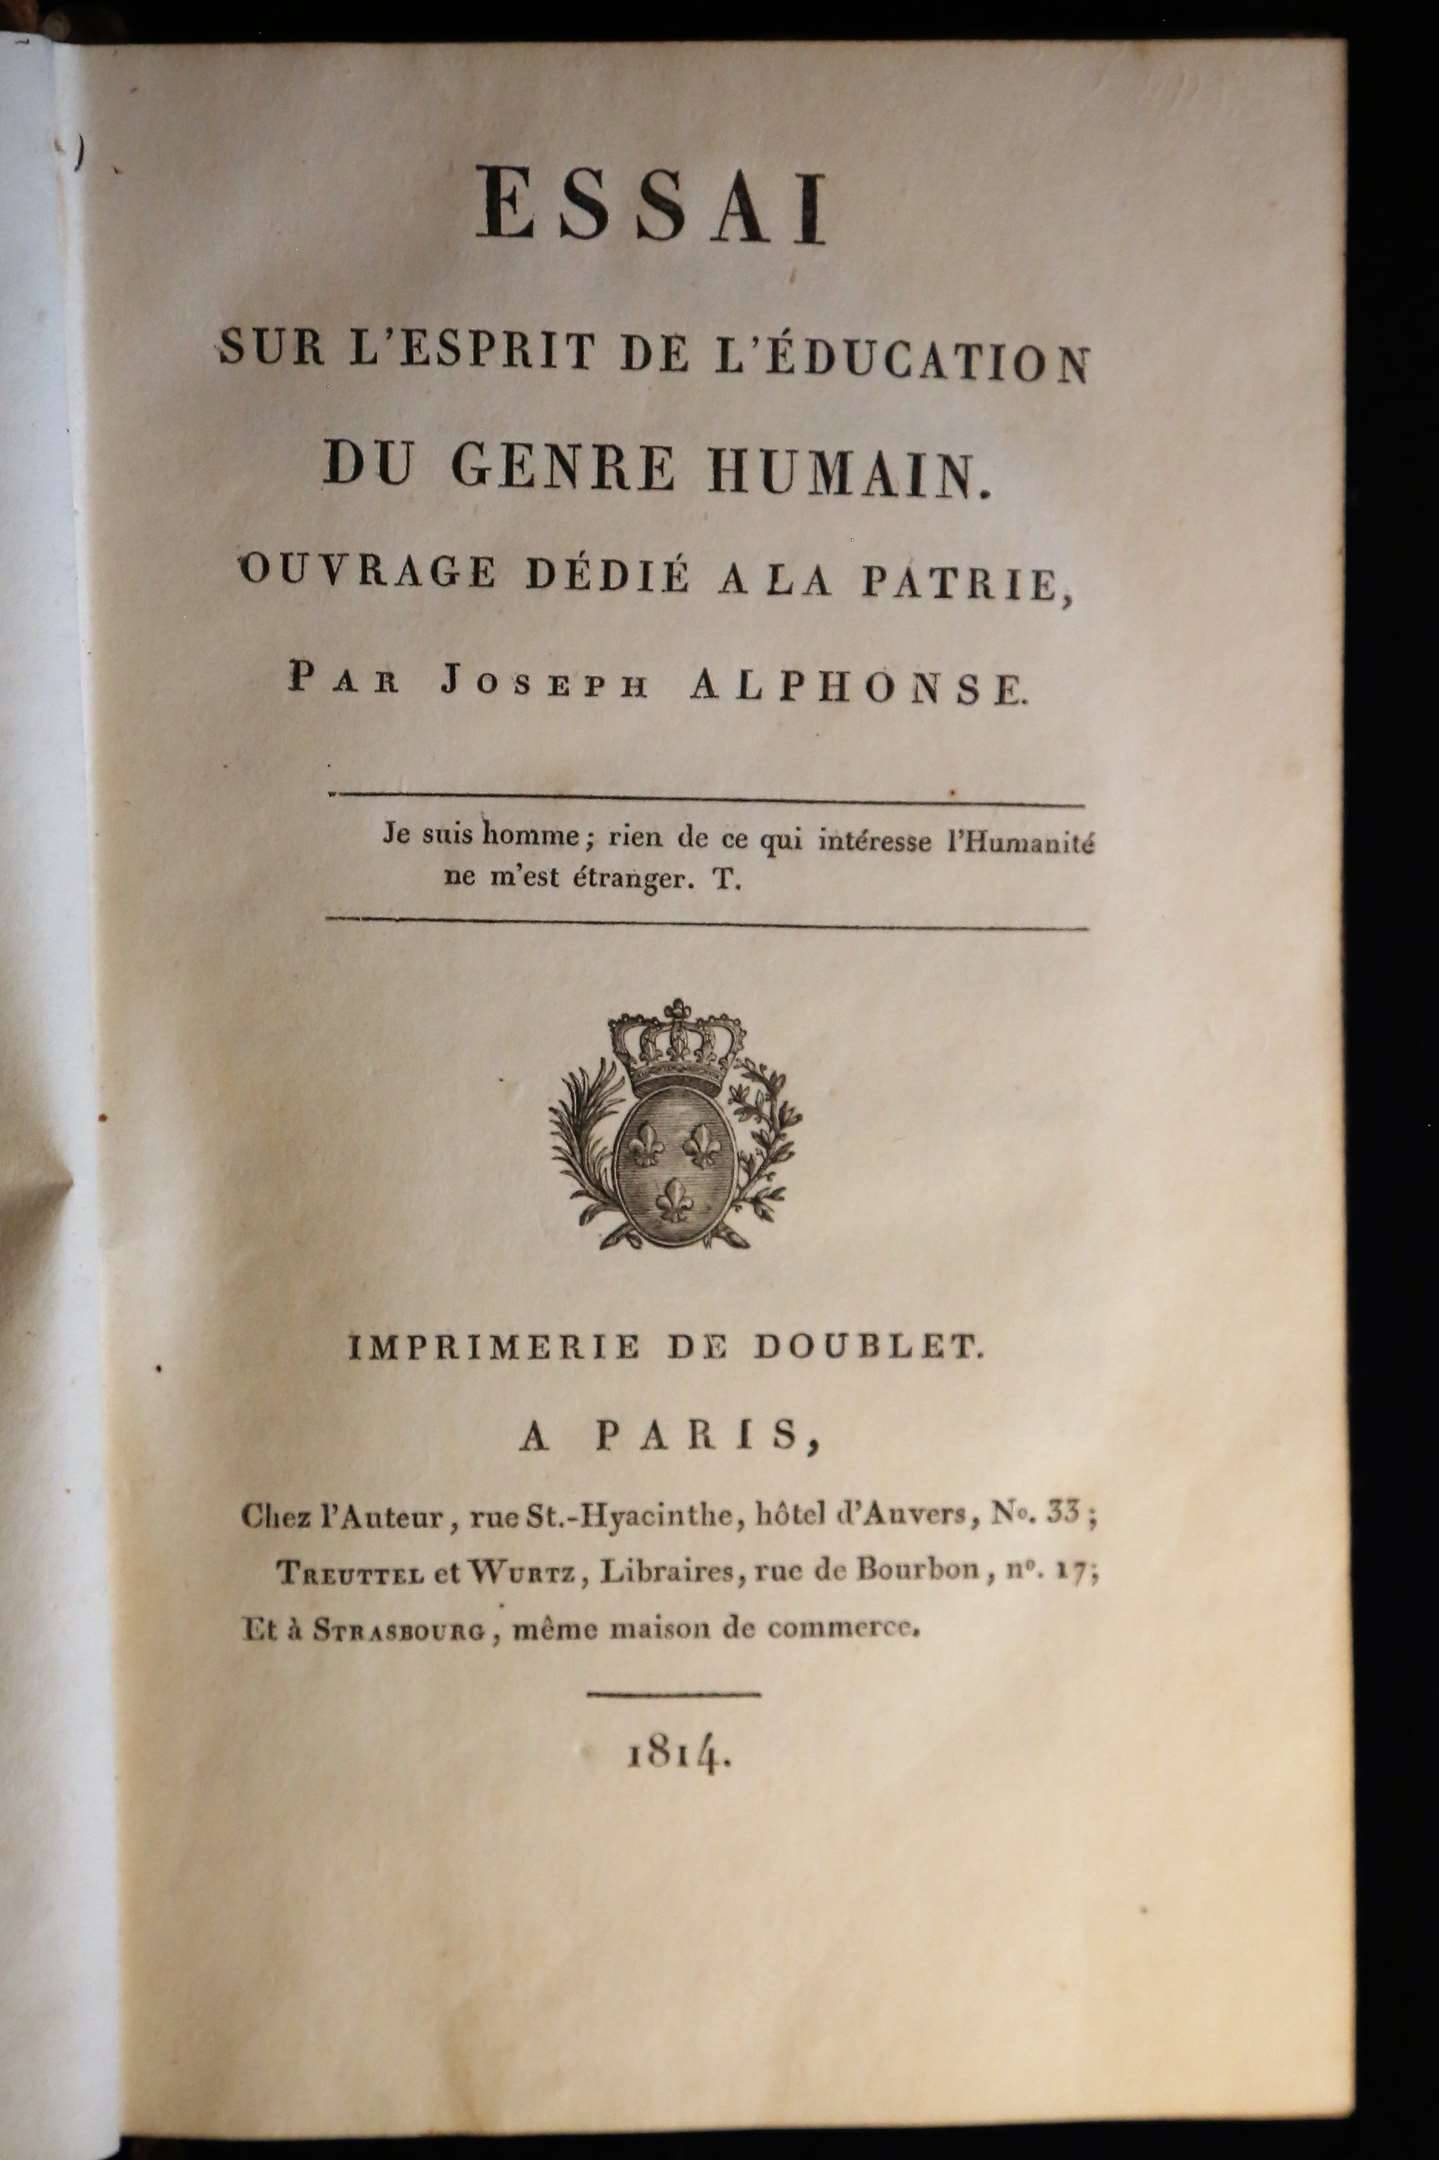 ESSAI
SUR L'ESPRIT DE L'ÉDUCATION
DU GENRE HUMAIN.
OUVRAGE DÉDIÉ A LA PATRIE,
PAR JOSEPH ALPHONSE.
Je suis homme; rien de ce qui intéresse l'Humanité
ne m'est étranger. T.
IMPRIMERIE DE DOUBLET.
A PARIS,
Chez l'Auteur, rue St.-Hyacinthe, hôtel d'Anvers, No. 33;
TREUTTEL et WURTZ, Libraires, rue de Bourbon, nº. 17;
Et à STRASBOURG, même maison de commerce.
1814.